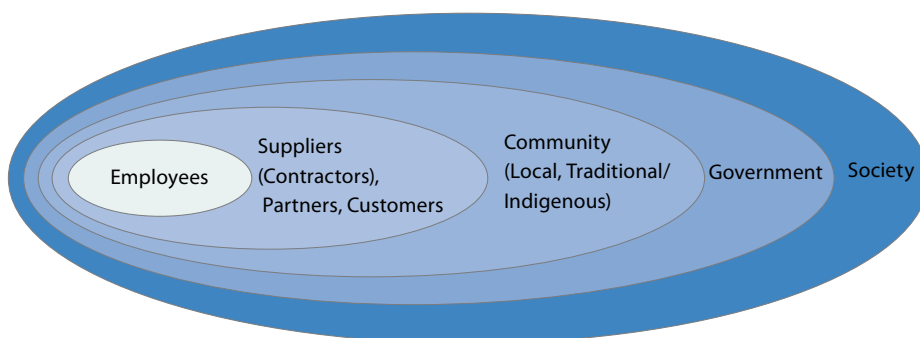 Employees
Suppliers
(Contractors),
Partners, Customers
Community
(Local, Traditional/
Indigenous)
Government
Society